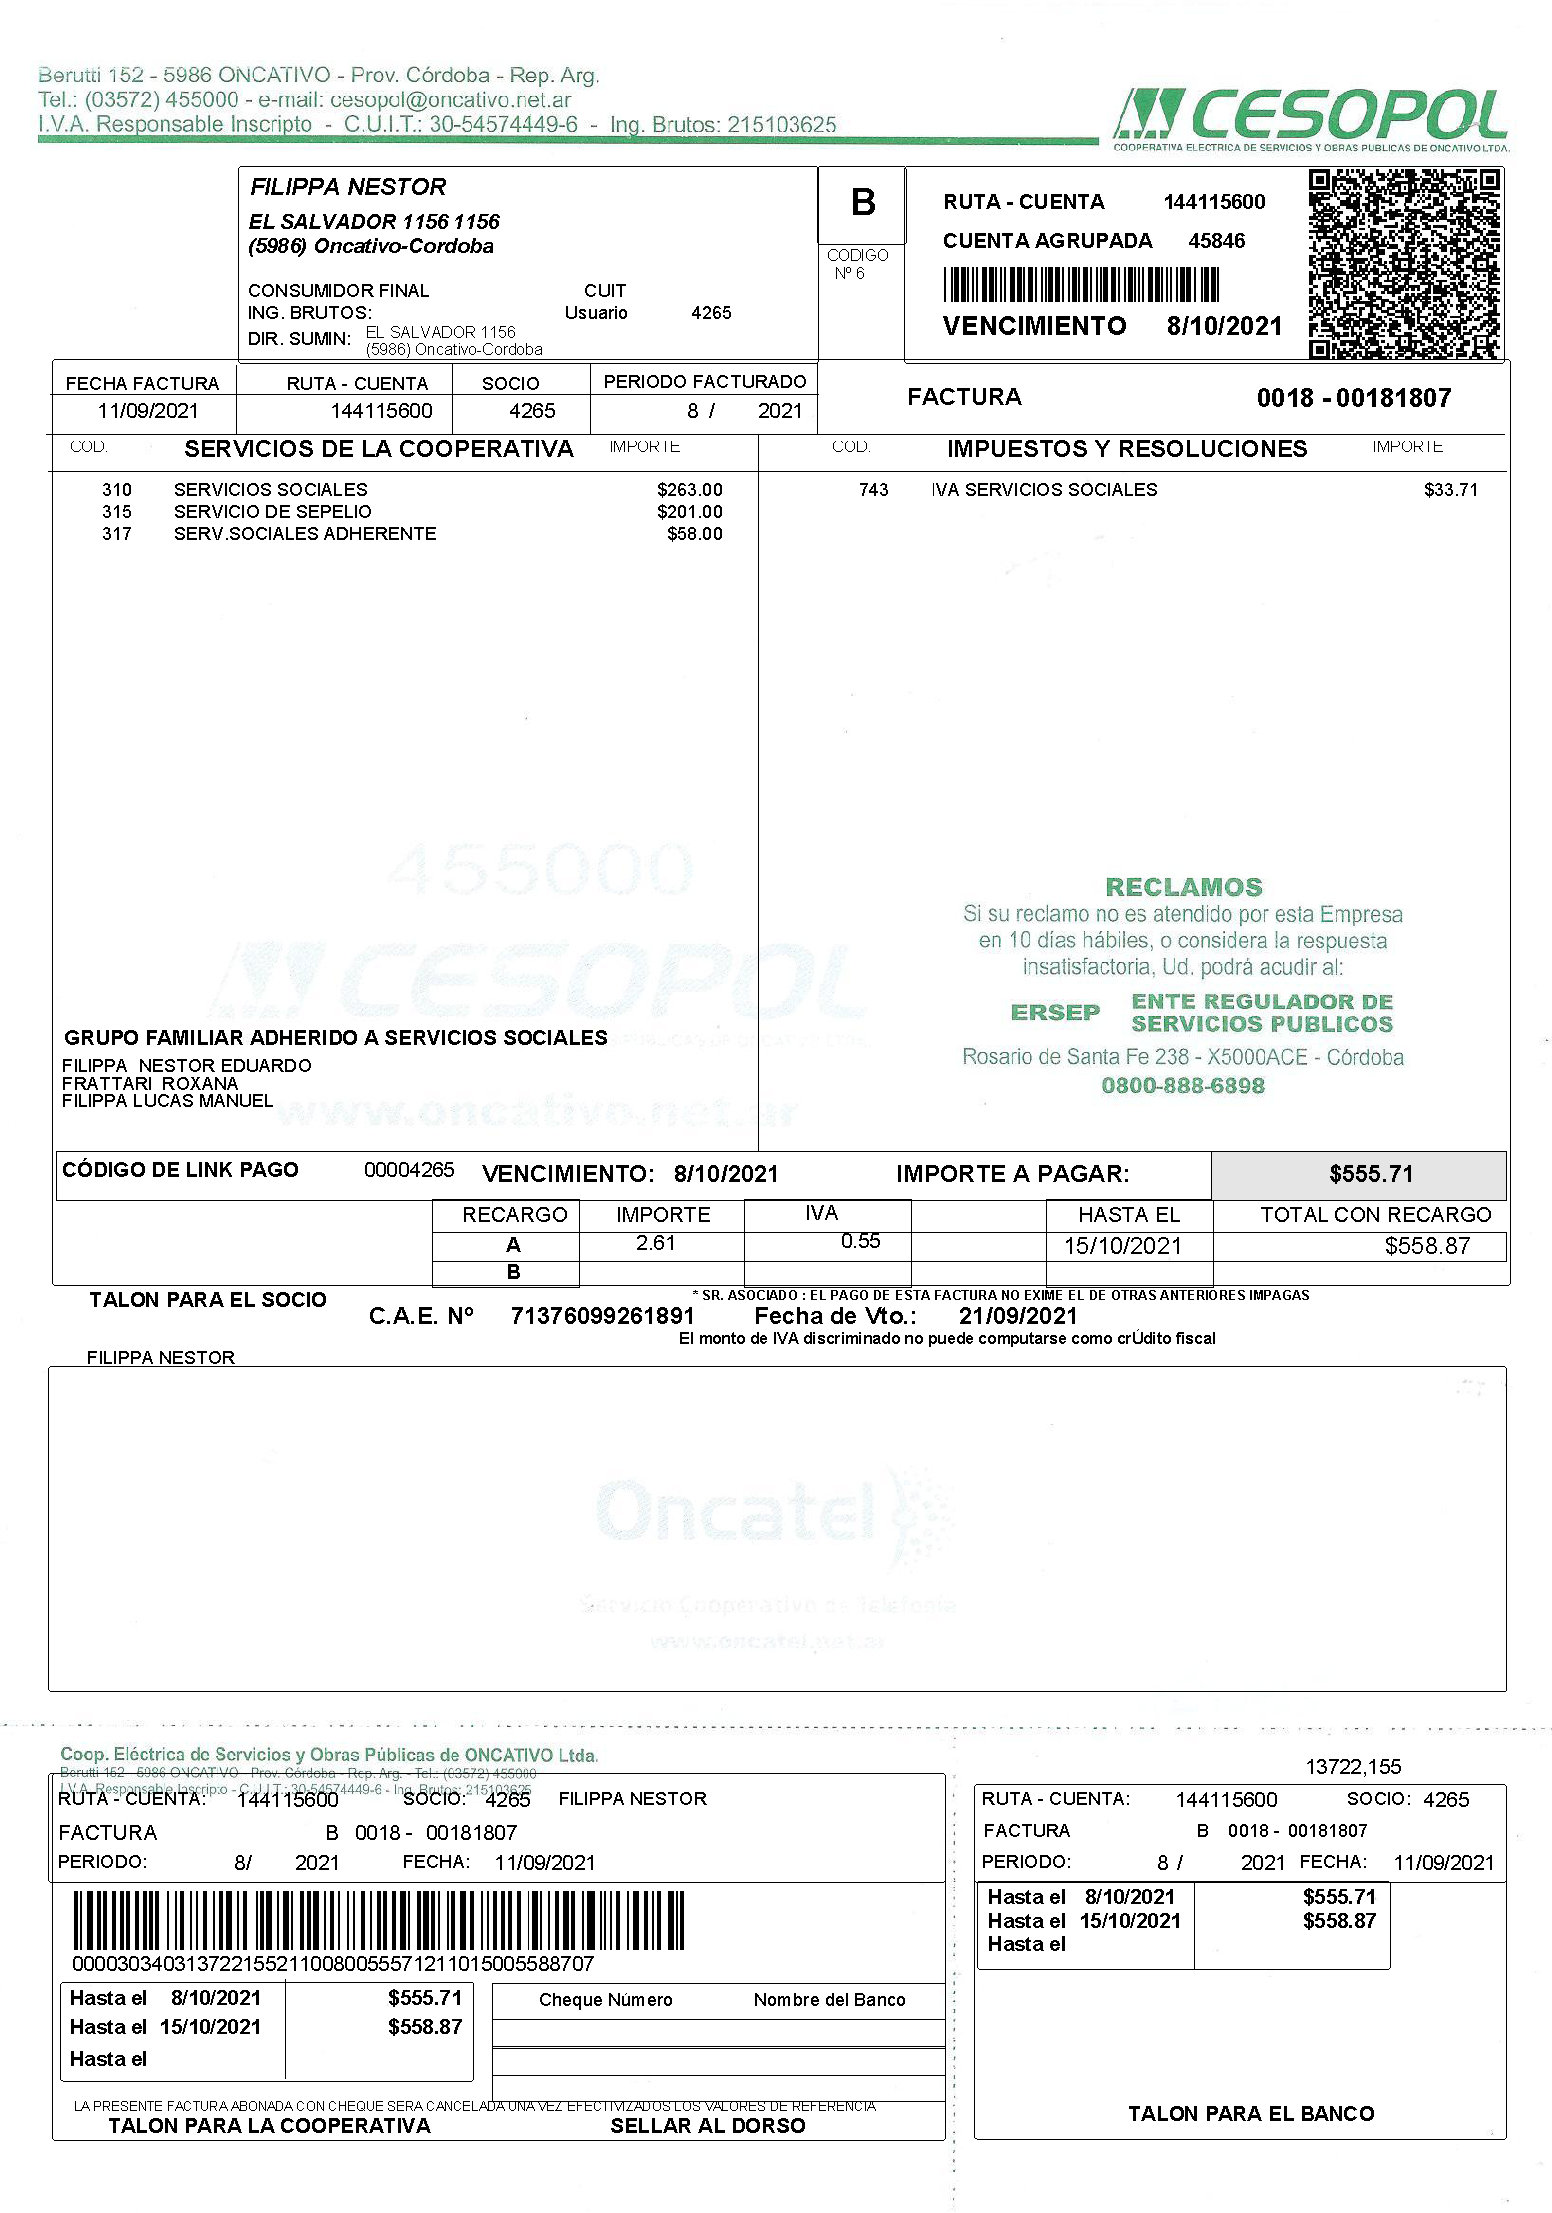 Berutti 152 - 5986 ONCATIVO - Prov. Córdoba - Rep. Arg.
Tel.: (03572) 455000 - e-mail: cesopol@oncativo.net.ar
I.V.A. Responsable Inscripto - C.U.I.T.: 30-54574449-6 - Ing. Brutos: 215103625
CESOPOL
COOPERATIVA ELECTRICA DE SERVICIOS Y OBRAS PUBLICAS DE ONCATIVO LTDA.
FILIPPA NESTOR
EL SALVADOR 1156 1156
(5986) Oncativo-Cordoba
CONSUMIDOR FINAL CUIT
ING. BRUTOS: Usuario 4265
DIR. SUMIN: EL SALVADOR 1156
(5986) Oncativo-Cordoba
B
CODIGO
Nº 6
RUTA - CUENTA 144115600
CUENTA AGRUPADA 45846
VENCIMIENTO 8/10/2021
FECHA FACTURA RUTA - CUENTA SOCIO PERIODO FACTURADO
11/09/2021 144115600 4265 8 / 2021
FACTURA 0018 - 00181807
COD. SERVICIOS DE LA COOPERATIVA IMPORTE
COD. IMPUESTOS Y RESOLUCIONES IMPORTE
310 SERVICIOS SOCIALES $263.00
315 SERVICIO DE SEPELIO $201.00
317 SERV.SOCIALES ADHERENTE $58.00
743 IVA SERVICIOS SOCIALES $33.71
455000
CESOPOL
GRUPO FAMILIAR ADHERIDO A SERVICIOS SOCIALES
FILIPPA NESTOR EDUARDO
FRATTARI ROXANA
FILIPPA LUCAS MANUEL
www.oncativo.net.ar
RECLAMOS
Si su reclamo no es atendido por esta Empresa
en 10 días hábiles, o considera la respuesta
insatisfactoria, Ud. podrá acudir al:
ERSEP ENTE REGULADOR DE
SERVICIOS PUBLICOS
Rosario de Santa Fe 238 - X5000ACE - Córdoba
0800-888-6898
CÓDIGO DE LINK PAGO 00004265 VENCIMIENTO: 8/10/2021 IMPORTE A PAGAR: $555.71
RECARGO IMPORTE IVA HASTA EL TOTAL CON RECARGO
A 2.61 0.55 15/10/2021 $558.87
B
TALON PARA EL SOCIO
* SR. ASOCIADO : EL PAGO DE ESTA FACTURA NO EXIME EL DE OTRAS ANTERIORES IMPAGAS
C.A.E. Nº 71376099261891 Fecha de Vto.: 21/09/2021
El monto de IVA discriminado no puede computarse como crÚdito fiscal
FILIPPA NESTOR
Oncatel
Servicio Cooperativo de Telefonía
www.oncatel.net.ar
Coop. Eléctrica de Servicios y Obras Públicas de ONCATIVO Ltda.
Berutti 152 - 5986 ONCATIVO - Prov. Córdoba - Rep. Arg. - Tel.: (03572) 455000
I.V.A. Responsable Inscripto - C.U.I.T.: 30-54574449-6 - Ing. Brutos: 215103625
RUTA - CUENTA: 144115600 SOCIO: 4265 FILIPPA NESTOR
FACTURA B 0018 - 00181807
PERIODO: 8/ 2021 FECHA: 11/09/2021
0000303403137221552110080055571211015005588707
Hasta el 8/10/2021 $555.71
Hasta el 15/10/2021 $558.87
Hasta el
Cheque Número Nombre del Banco
LA PRESENTE FACTURA ABONADA CON CHEQUE SERA CANCELADA UNA VEZ EFECTIVIZADOS LOS VALORES DE REFERENCIA
TALON PARA LA COOPERATIVA SELLAR AL DORSO
13722,155
RUTA - CUENTA: 144115600 SOCIO: 4265
FACTURA B 0018 - 00181807
PERIODO: 8 / 2021 FECHA: 11/09/2021
Hasta el 8/10/2021 $555.71
Hasta el 15/10/2021 $558.87
Hasta el
TALON PARA EL BANCO